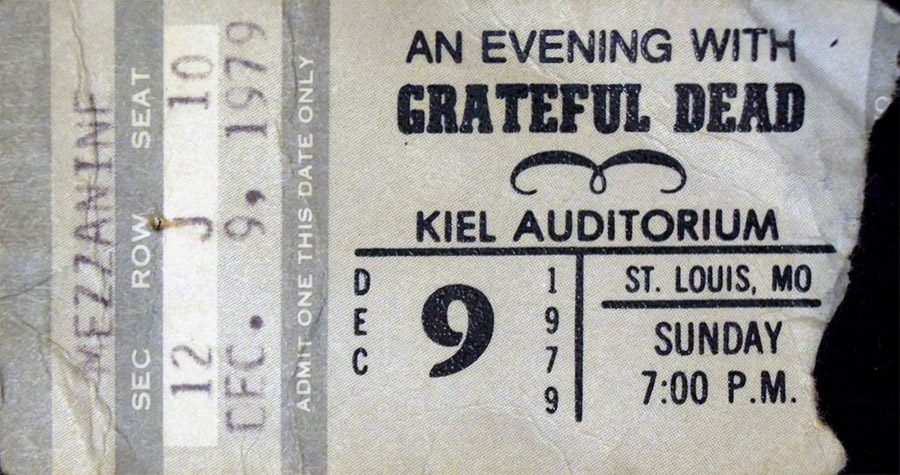 MEZZANINE
SEC ROW SEAT
12 J 10
DEC. 9, 1979
ADMIT ONE THIS DATE ONLY
AN EVENING WITH
GRATEFUL DEAD
KIEL AUDITORIUM
DEC 9 1979
ST. LOUIS, MO
SUNDAY
7:00 P.M.